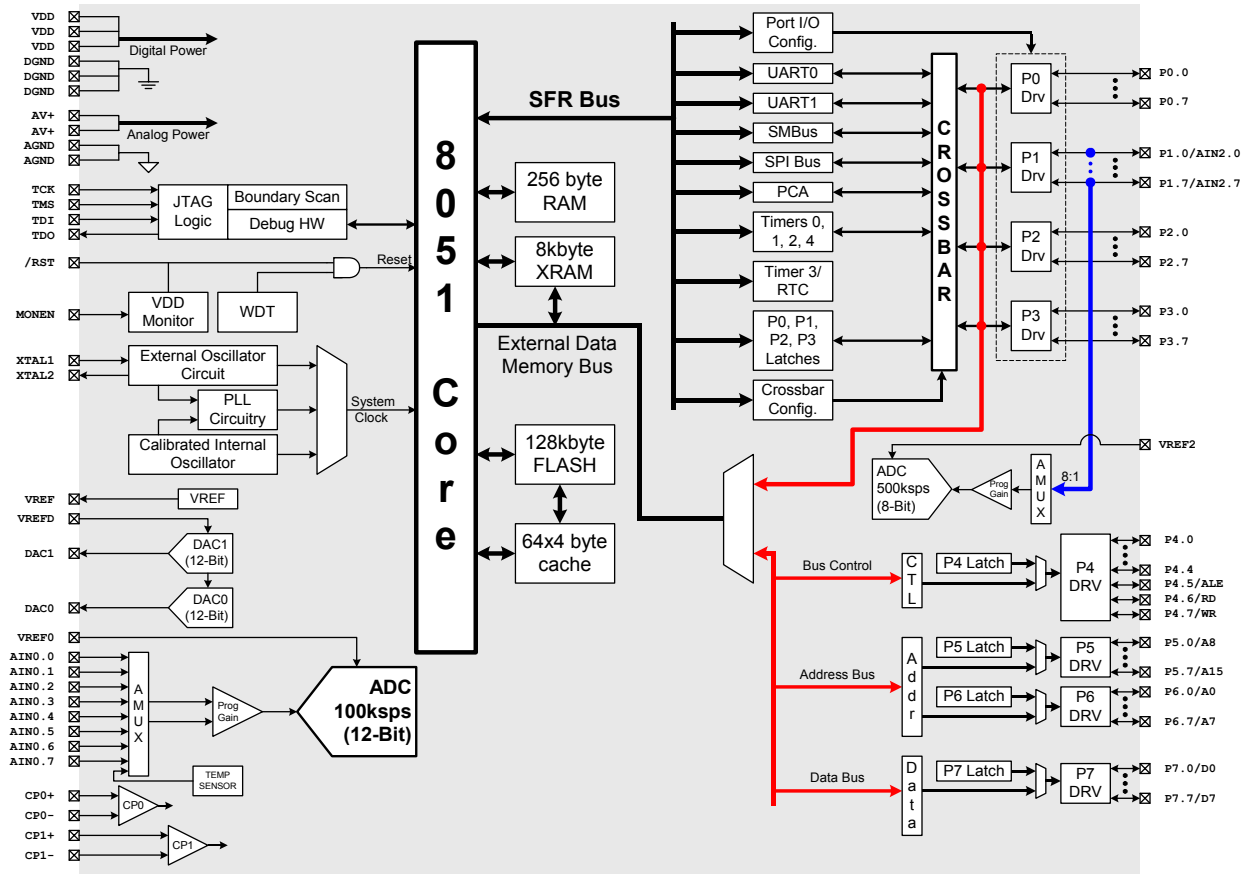 VDD
VDD
VDD
Digital Power
DGND
DGND
DGND
AV+
AV+
Analog Power
AGND
AGND
TCK
TMS
TDI
TDO
JTAG
Logic
Boundary Scan
Debug HW
/RST
Reset
MONEN
VDD
Monitor
WDT
XTAL1
XTAL2
External Oscillator
Circuit
PLL
Circuitry
Calibrated Internal
Oscillator
System
Clock
VREF
VREF
VREFD
DAC1
DAC1
(12-Bit)
DAC0
DAC0
(12-Bit)
VREF0
AIN0.0
AIN0.1
AIN0.2
AIN0.3
AIN0.4
AIN0.5
AIN0.6
AIN0.7
AMUX
Prog
Gain
ADC
100ksps
(12-Bit)
TEMP
SENSOR
CP0+
CP0-
CP0
CP1+
CP1-
CP1
8051 Core
SFR Bus
256 byte
RAM
8kbyte
XRAM
External Data
Memory Bus
128kbyte
FLASH
64x4 byte
cache
Port I/O
Config.
UART0
UART1
SMBus
SPI Bus
PCA
Timers 0,
1, 2, 4
Timer 3/
RTC
P0, P1,
P2, P3
Latches
Crossbar
Config.
CROSSBAR
P0
Drv
P1
Drv
P2
Drv
P3
Drv
P0.0
P0.7
P1.0/AIN2.0
P1.7/AIN2.7
P2.0
P2.7
P3.0
P3.7
VREF2
ADC
500ksps
(8-Bit)
Prog
Gain
AMUX
8:1
Bus Control
CTL
P4 Latch
P4
DRV
P4.0
P4.4
P4.5/ALE
P4.6/RD
P4.7/WR
Address Bus
Addr
P5 Latch
P5
DRV
P5.0/A8
P5.7/A15
P6 Latch
P6
DRV
P6.0/A0
P6.7/A7
Data Bus
Data
P7 Latch
P7
DRV
P7.0/D0
P7.7/D7